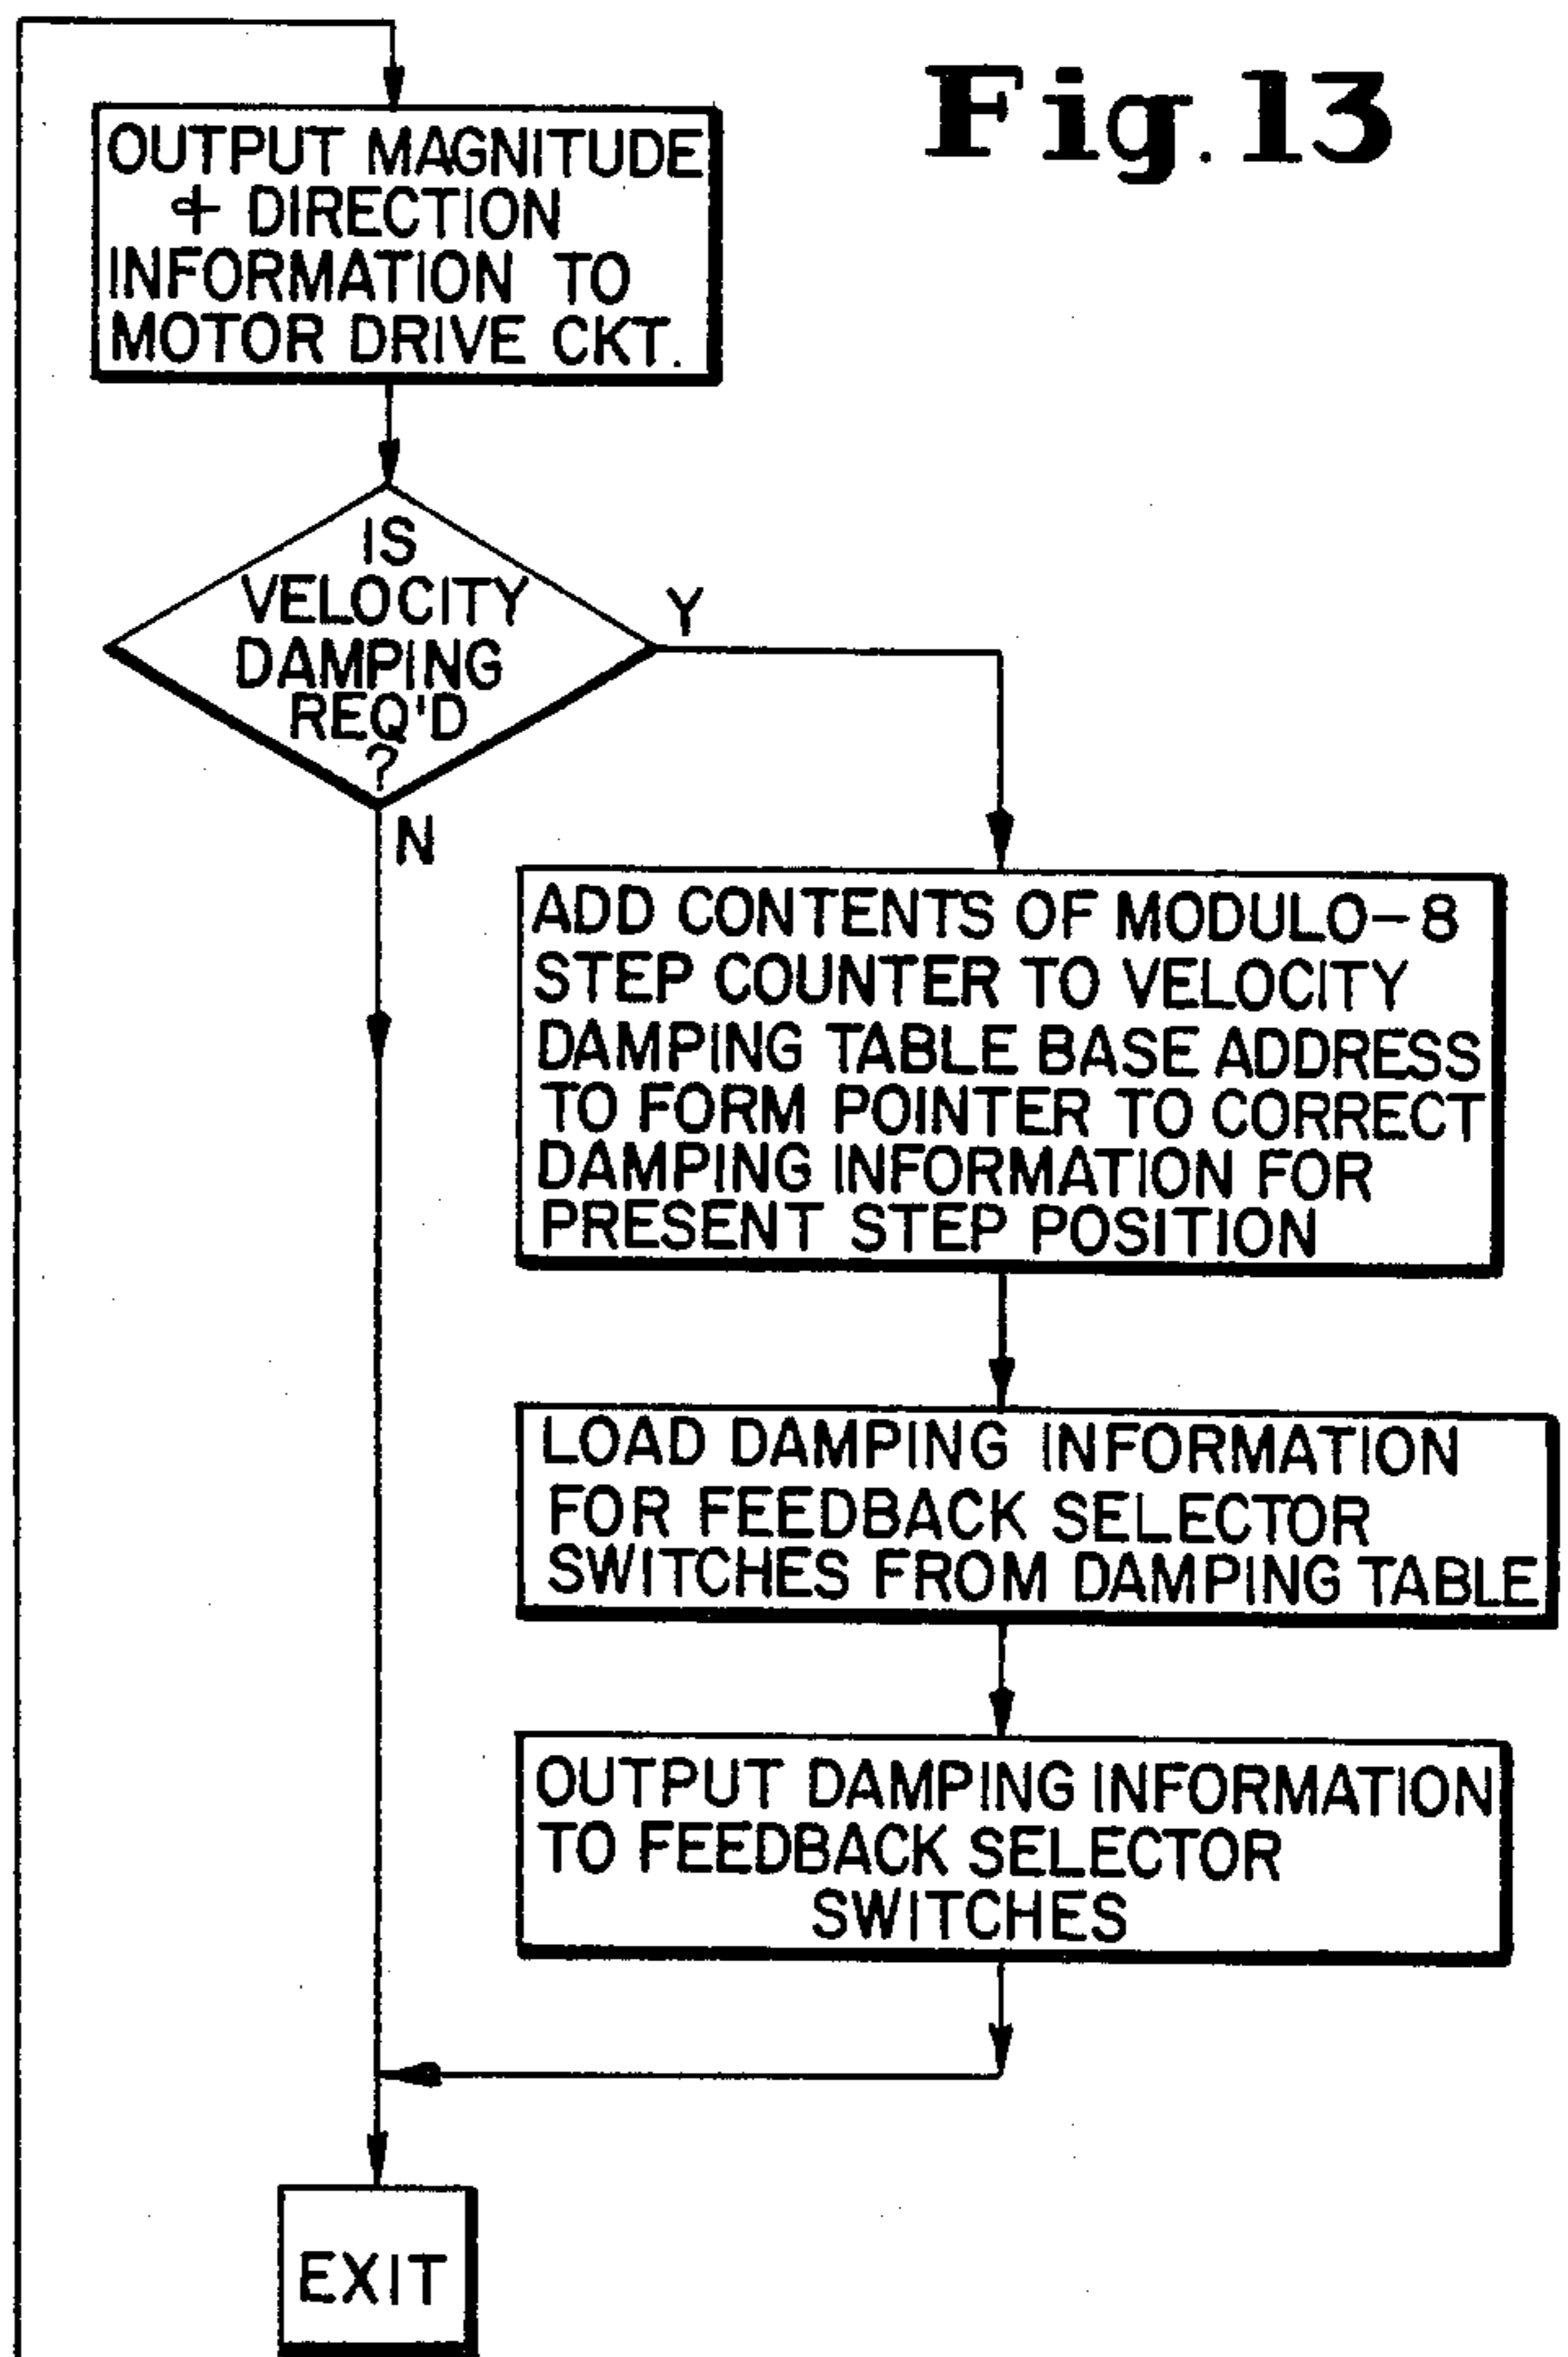 Fig. 13
OUTPUT MAGNITUDE
& DIRECTION
INFORMATION TO
MOTOR DRIVE CKT.
IS
VELOCITY
DAMPING
REQ'D
?
Y
N
ADD CONTENTS OF MODULO-8
STEP COUNTER TO VELOCITY
DAMPING TABLE BASE ADDRESS
TO FORM POINTER TO CORRECT
DAMPING INFORMATION FOR
PRESENT STEP POSITION
LOAD DAMPING INFORMATION
FOR FEEDBACK SELECTOR
SWITCHES FROM DAMPING TABLE
OUTPUT DAMPING INFORMATION
TO FEEDBACK SELECTOR
SWITCHES
EXIT